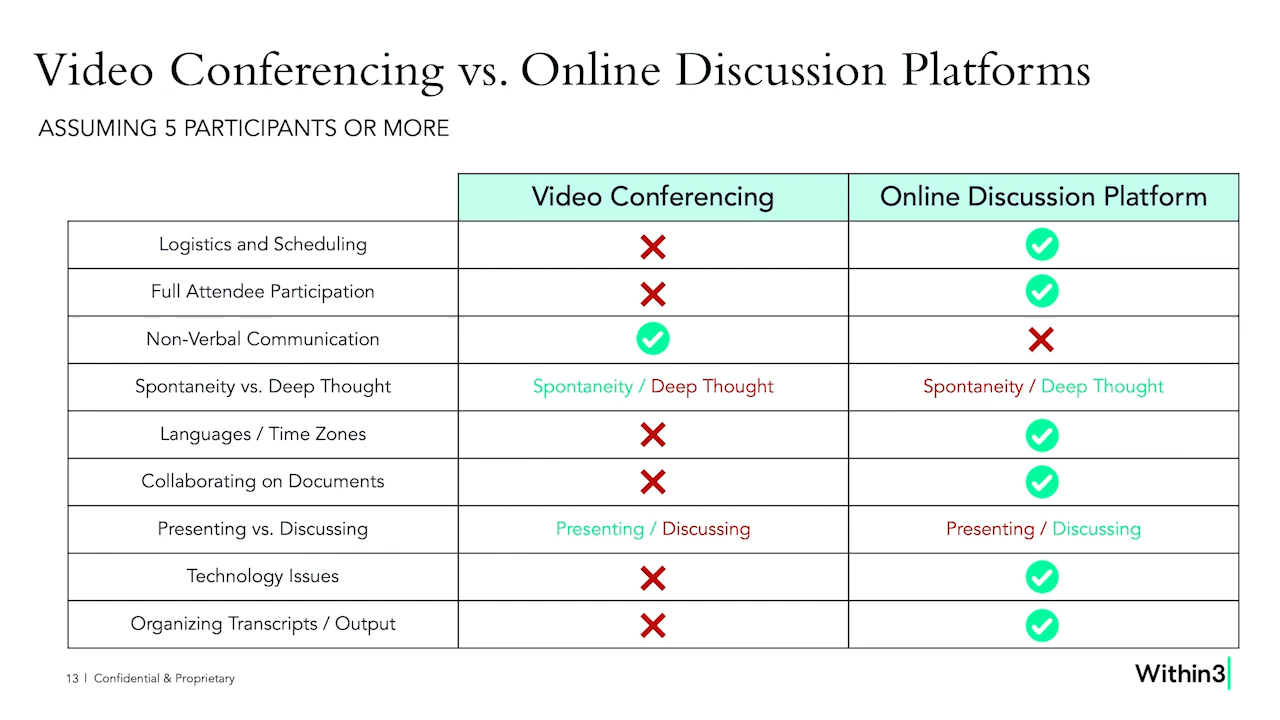 Video Conferencing vs. Online Discussion Platforms
ASSUMING 5 PARTICIPANTS OR MORE
Video Conferencing Online Discussion Platform
Logistics and Scheduling
Full Attendee Participation
Non-Verbal Communication
Spontaneity vs. Deep Thought Spontaneity / Deep Thought Spontaneity / Deep Thought
Languages / Time Zones
Collaborating on Documents
Presenting vs. Discussing Presenting / Discussing Presenting / Discussing
Technology Issues
Organizing Transcripts / Output
13 | Confidential & Proprietary
Within3